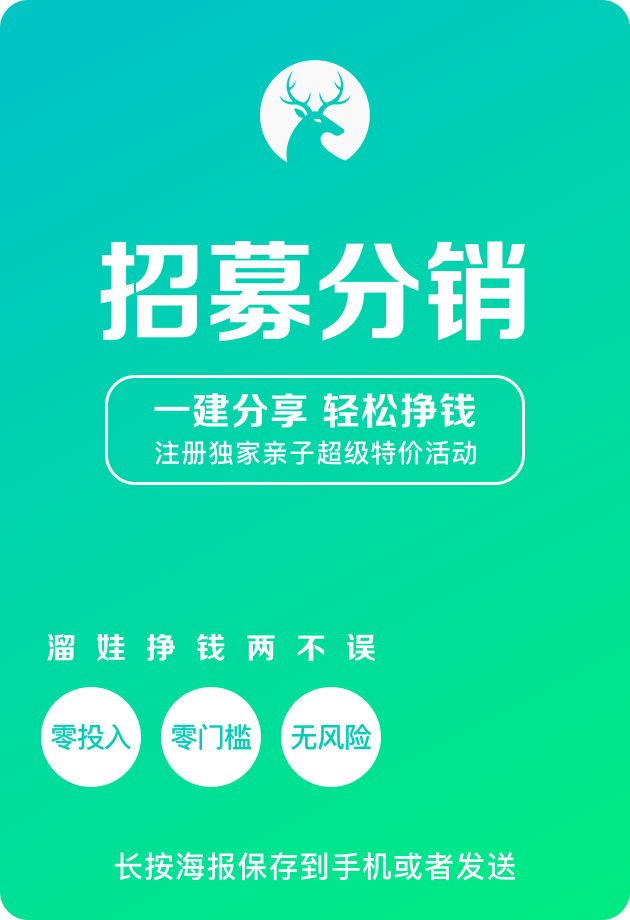 招募分销
一建分享 轻松挣钱
注册独家亲子超级特价活动
溜娃挣钱两不误
零投入 零门槛 无风险
长按海报保存到手机或者发送